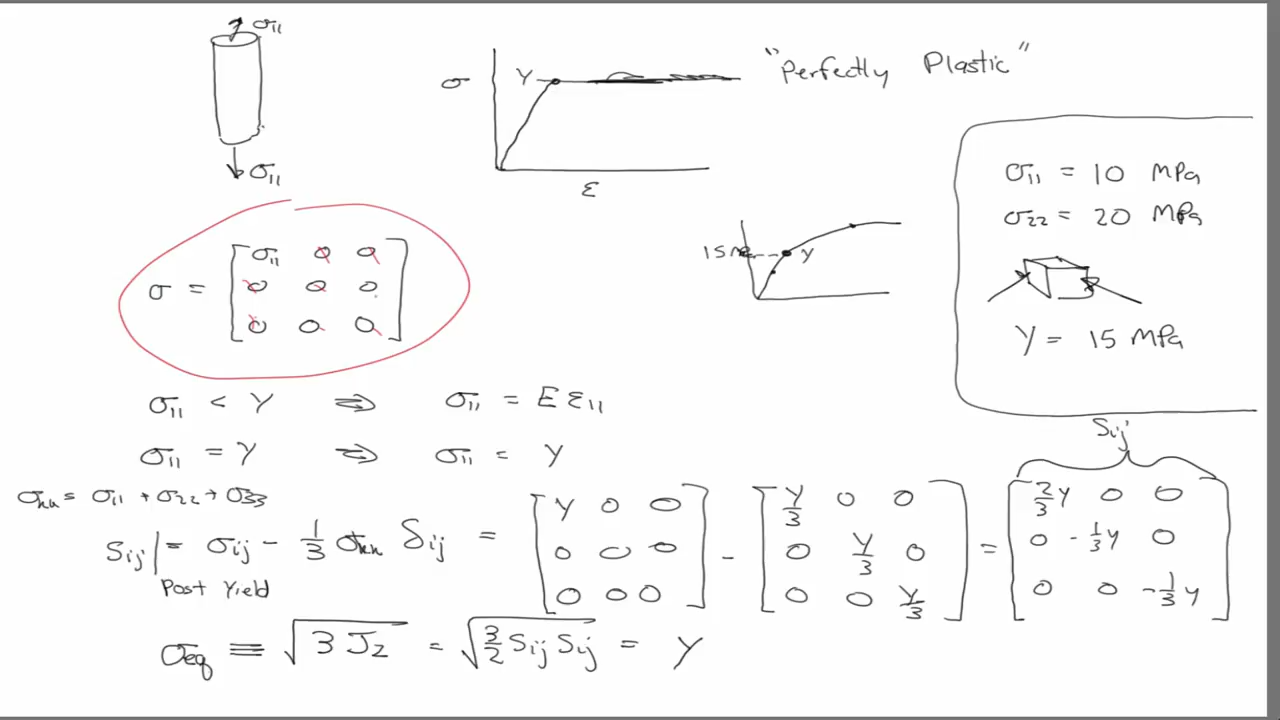 σ₁₁
σ₁₁
σ
Y
ε
"Perfectly Plastic"
σ₁₁ = 10 MPa
σ₂₂ = 20 MPa
Y = 15 MPa
Y
σ = [ σ₁₁ 0 0
0 0 0
0 0 0 ]
σ₁₁ < Y ⇒ σ₁₁ = E ε₁₁
σ₁₁ = Y ⇒ σ₁₁ = Y
σₖₖ = σ₁₁ + σ₂₂ + σ₃₃
Sᵢⱼ
Sᵢⱼ | = σᵢⱼ - 1/3 σₖₖ δᵢⱼ = [ Y 0 0 - [ Y/3 0 0 = [ 2/3 Y 0 0
0 0 0 0 Y/3 0 0 -1/3 Y 0
0 0 0 ] 0 0 Y/3 ] 0 0 -1/3 Y ]
Post Yield
σeq ≡ √3 J₂ = √3/2 Sᵢⱼ Sᵢⱼ = Y